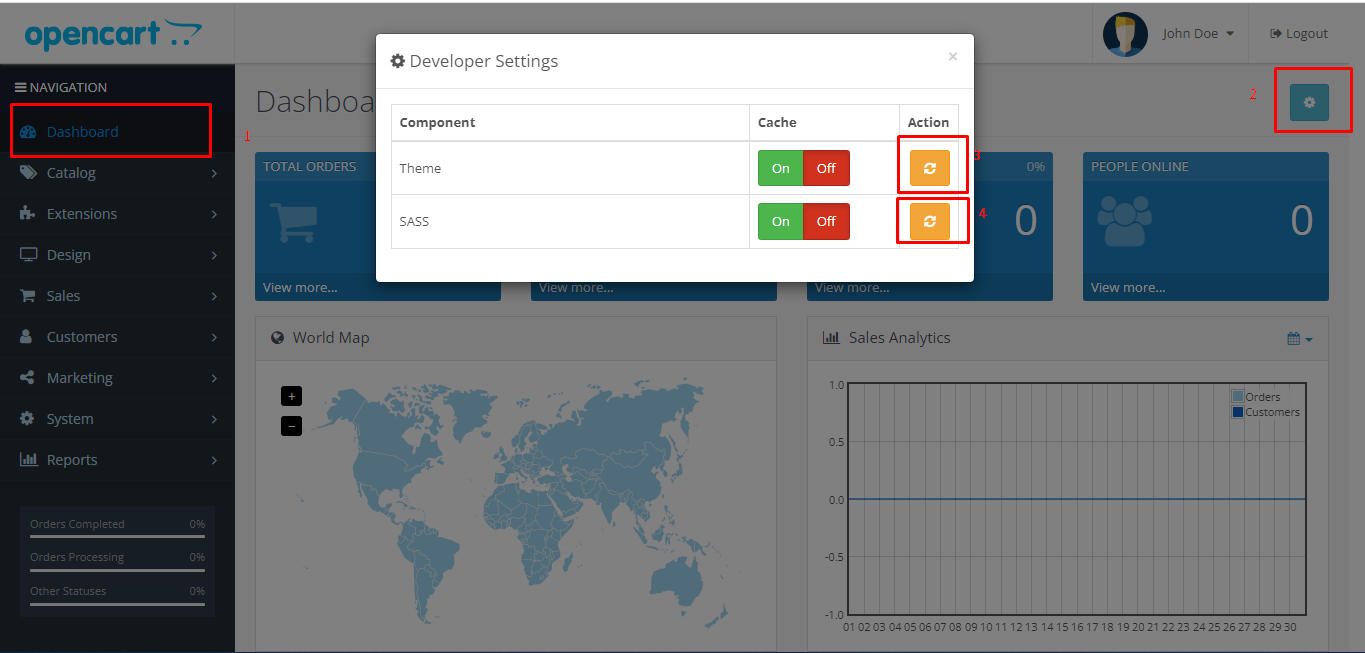 opencart
John Doe
Logout
Developer Settings
×
NAVIGATION
Dashboard
1
Dashboa
2
Component Cache Action
Theme On Off
3
SASS On Off
4
Catalog
Extensions
Design
Sales
Customers
Marketing
System
Reports
TOTAL ORDERS
View more...
View more...
0%
0
View more...
PEOPLE ONLINE
0
View more...
World Map
+
−
Sales Analytics
Orders
Customers
1.0
0.5
0.0
-0.5
-1.0
01 02 03 04 05 06 07 08 09 10 11 12 13 14 15 16 17 18 19 20 21 22 23 24 25 26 27 28 29 30
Orders Completed 0%
Orders Processing 0%
Other Statuses 0%